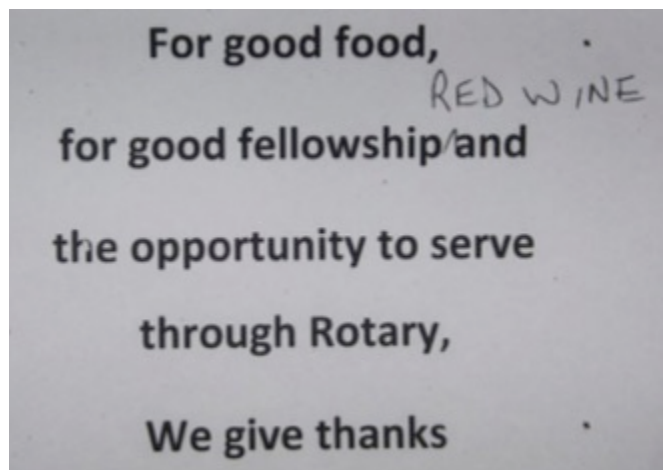 For good food,
RED WINE
for good fellowship and
the opportunity to serve
through Rotary,
We give thanks